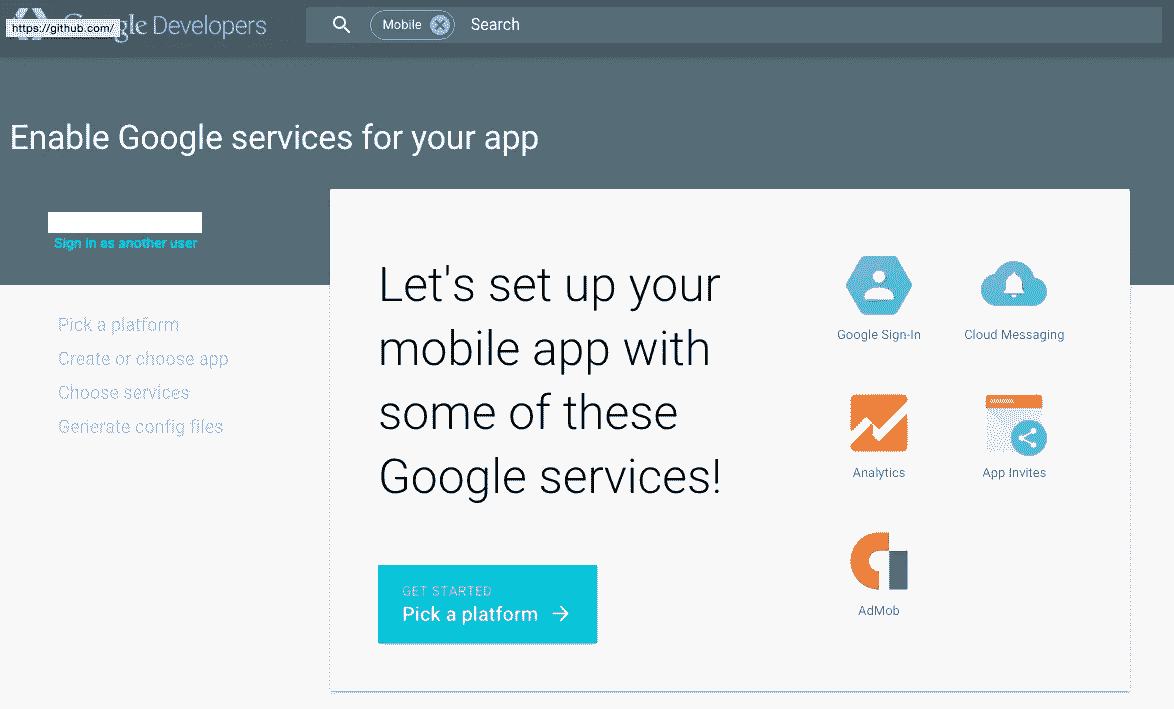 https://github.com/
Google Developers
Mobile
Search
Enable Google services for your app
Sign in as another user
Pick a platform
Create or choose app
Choose services
Generate config files
Let's set up your
mobile app with
some of these
Google services!
GET STARTED
Pick a platform
Google Sign-In
Cloud Messaging
Analytics
App Invites
AdMob